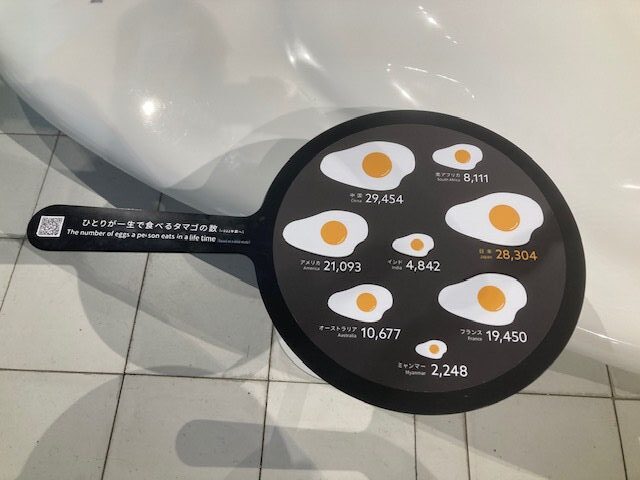 ひとりが一生で食べるタマゴの数
The number of eggs a person eats in a life time
中国
China 29,454
南アフリカ
South Africa 8,111
アメリカ
America 21,093
インド
India 4,842
日本
Japan 28,304
オーストラリア
Australia 10,677
フランス
France 19,450
ミャンマー
Myanmar 2,248